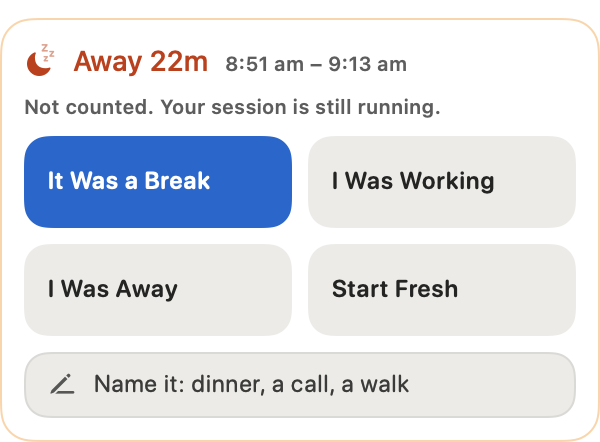 Away 22m 8:51 am – 9:13 am
Not counted. Your session is still running.
It Was a Break
I Was Working
I Was Away
Start Fresh
Name it: dinner, a call, a walk